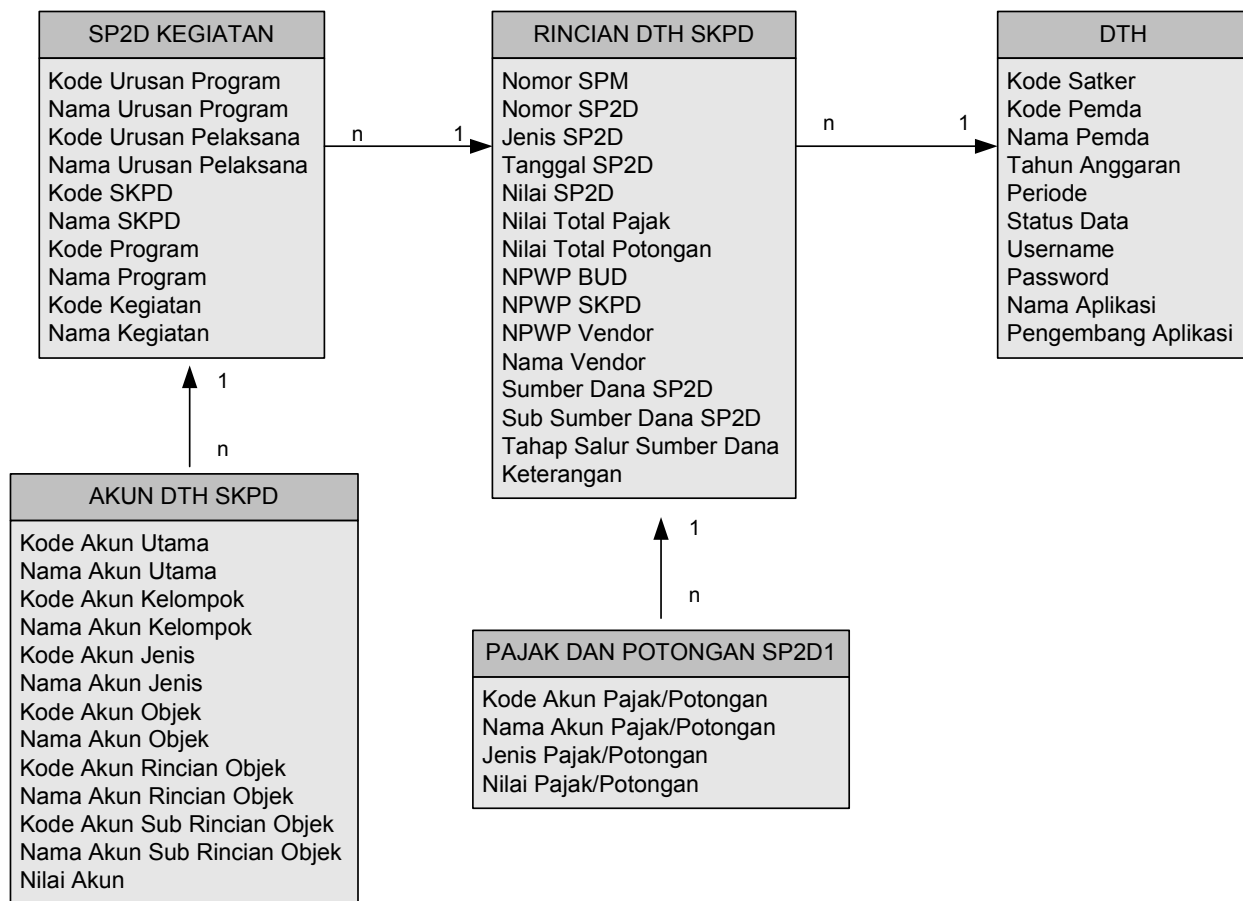 SP2D KEGIATAN
Kode Urusan Program
Nama Urusan Program
Kode Urusan Pelaksana
Nama Urusan Pelaksana
Kode SKPD
Nama SKPD
Kode Program
Nama Program
Kode Kegiatan
Nama Kegiatan
n
1
RINCIAN DTH SKPD
Nomor SPM
Nomor SP2D
Jenis SP2D
Tanggal SP2D
Nilai SP2D
Nilai Total Pajak
Nilai Total Potongan
NPWP BUD
NPWP SKPD
NPWP Vendor
Nama Vendor
Sumber Dana SP2D
Sub Sumber Dana SP2D
Tahap Salur Sumber Dana
Keterangan
n
1
DTH
Kode Satker
Kode Pemda
Nama Pemda
Tahun Anggaran
Periode
Status Data
Username
Password
Nama Aplikasi
Pengembang Aplikasi
1
n
AKUN DTH SKPD
Kode Akun Utama
Nama Akun Utama
Kode Akun Kelompok
Nama Akun Kelompok
Kode Akun Jenis
Nama Akun Jenis
Kode Akun Objek
Nama Akun Objek
Kode Akun Rincian Objek
Nama Akun Rincian Objek
Kode Akun Sub Rincian Objek
Nama Akun Sub Rincian Objek
Nilai Akun
1
n
PAJAK DAN POTONGAN SP2D1
Kode Akun Pajak/Potongan
Nama Akun Pajak/Potongan
Jenis Pajak/Potongan
Nilai Pajak/Potongan